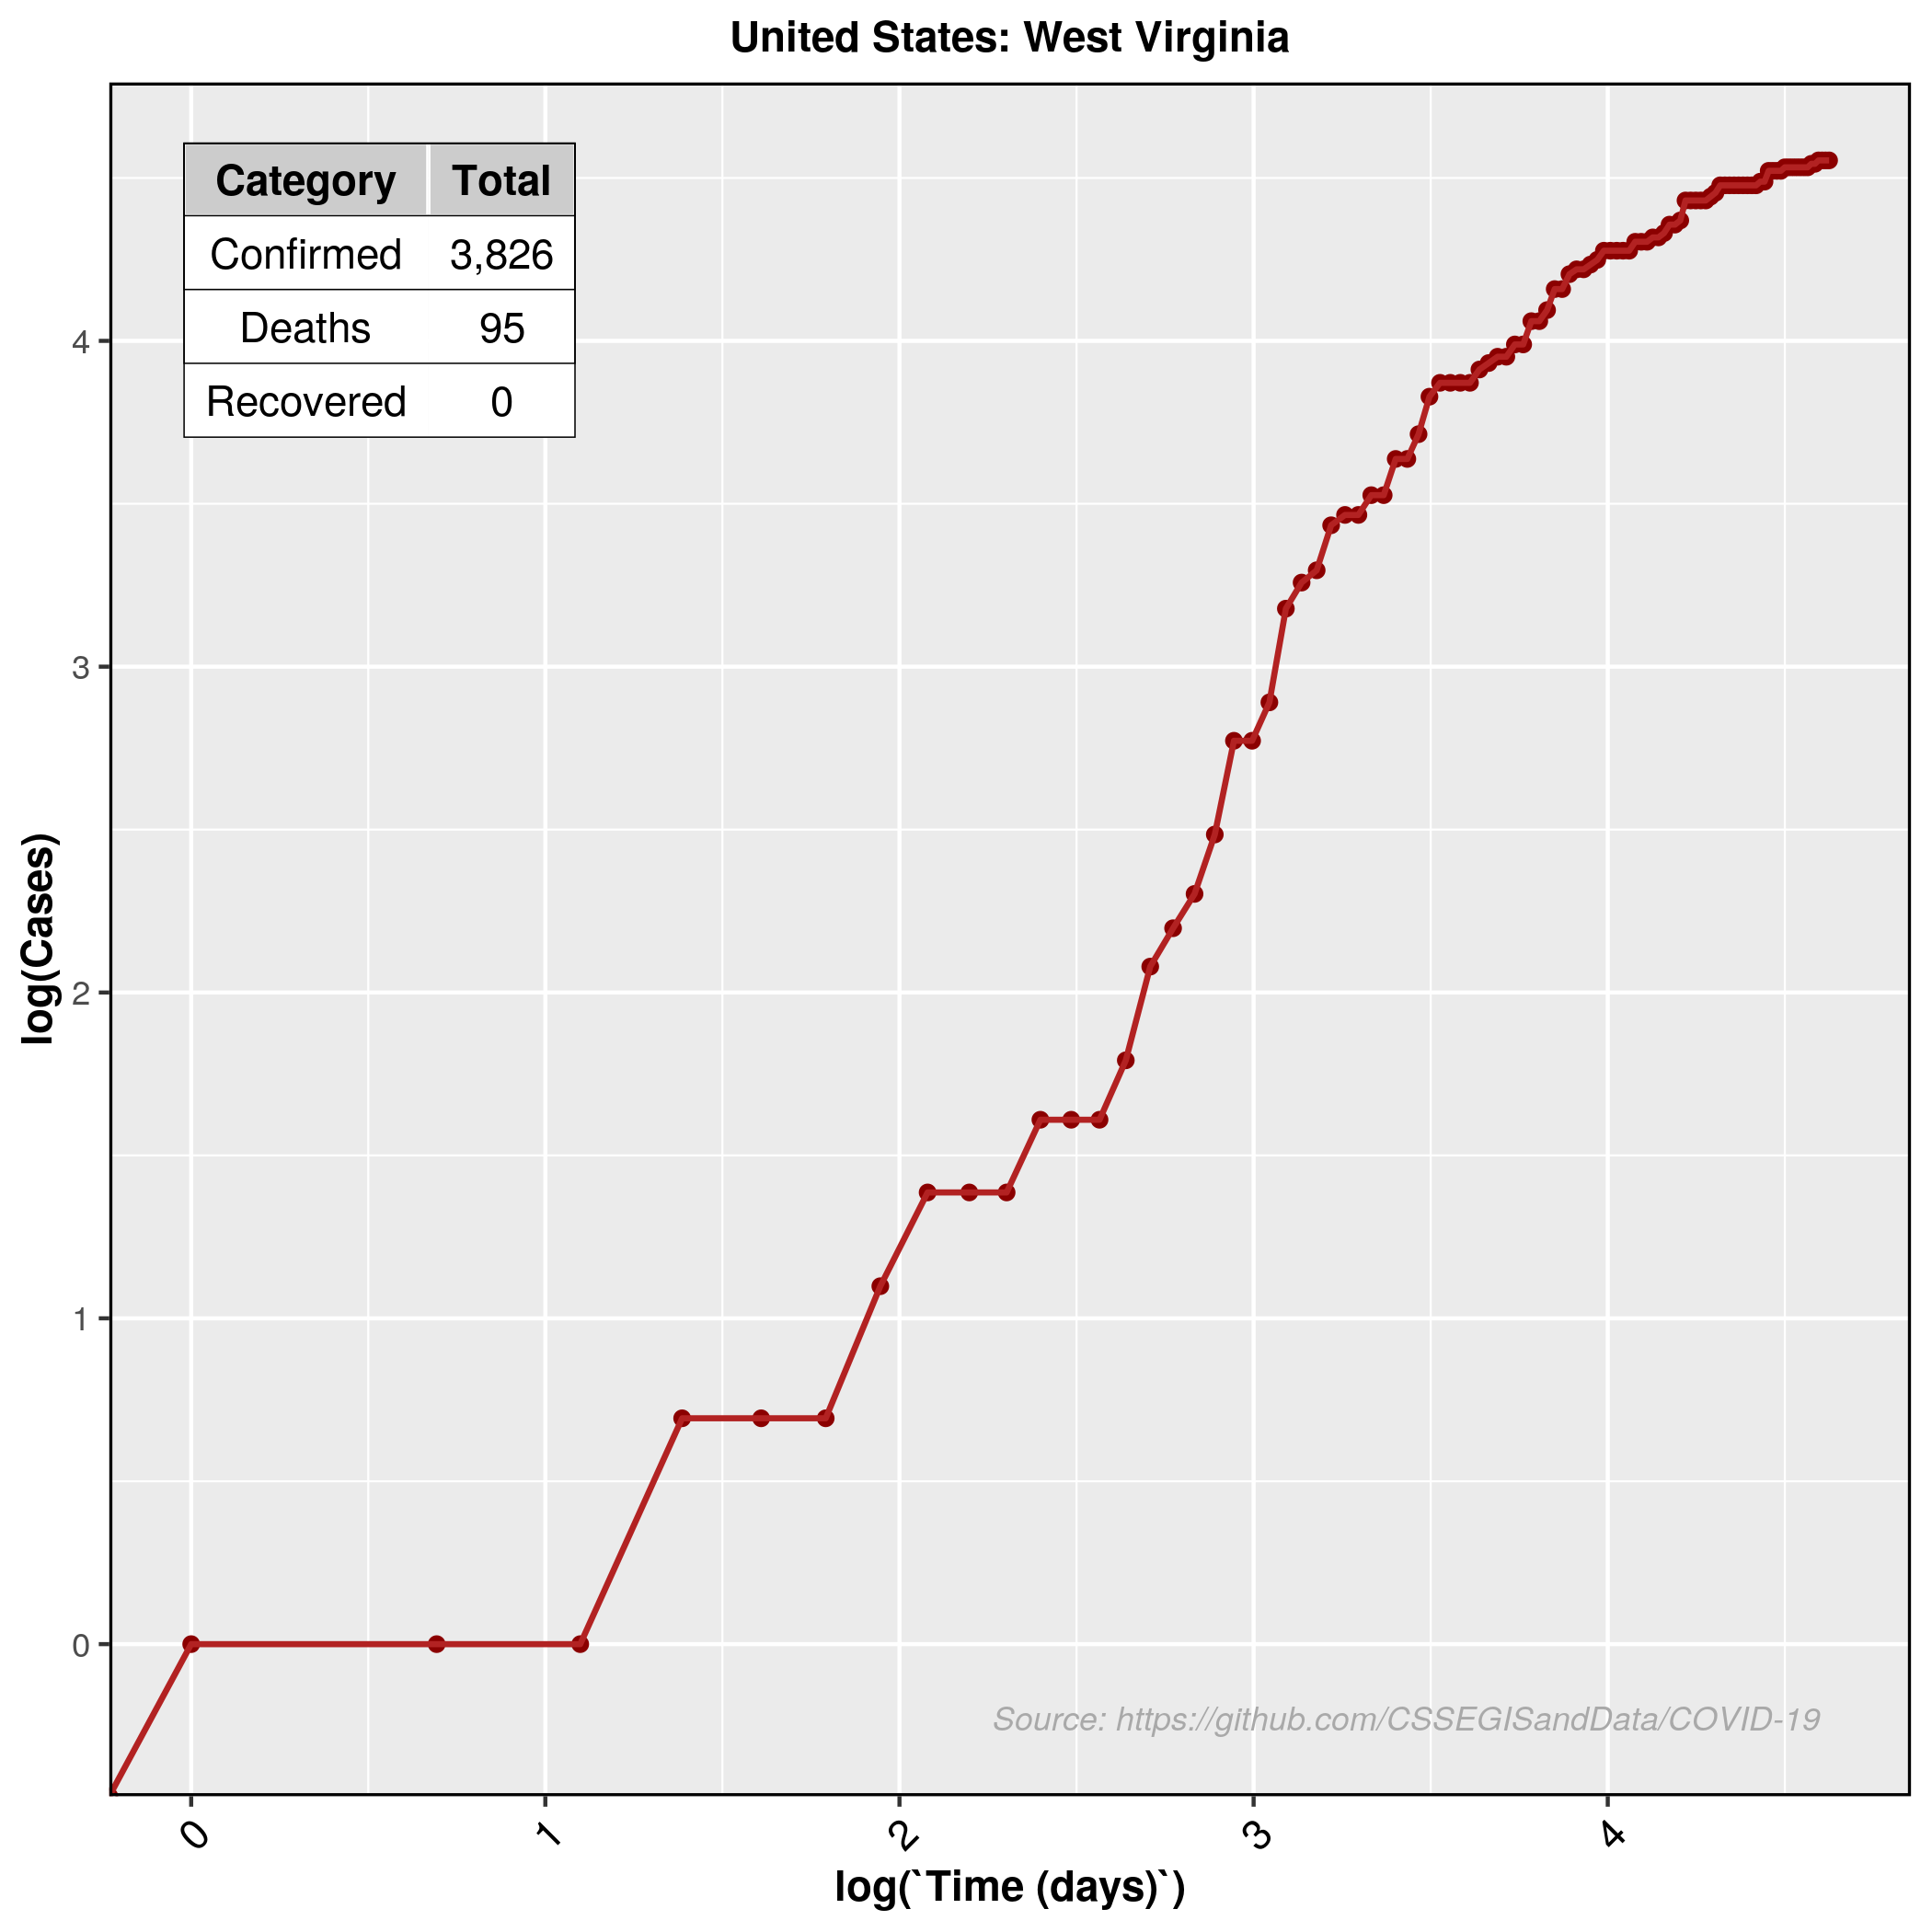 United States: West Virginia
Category Total
Confirmed 3,826
Deaths 95
Recovered 0
4
3
2
1
0
log(Cases)
Source: https://github.com/CSSEGISandData/COVID-19
0 1 2 3 4
log(`Time (days)`)